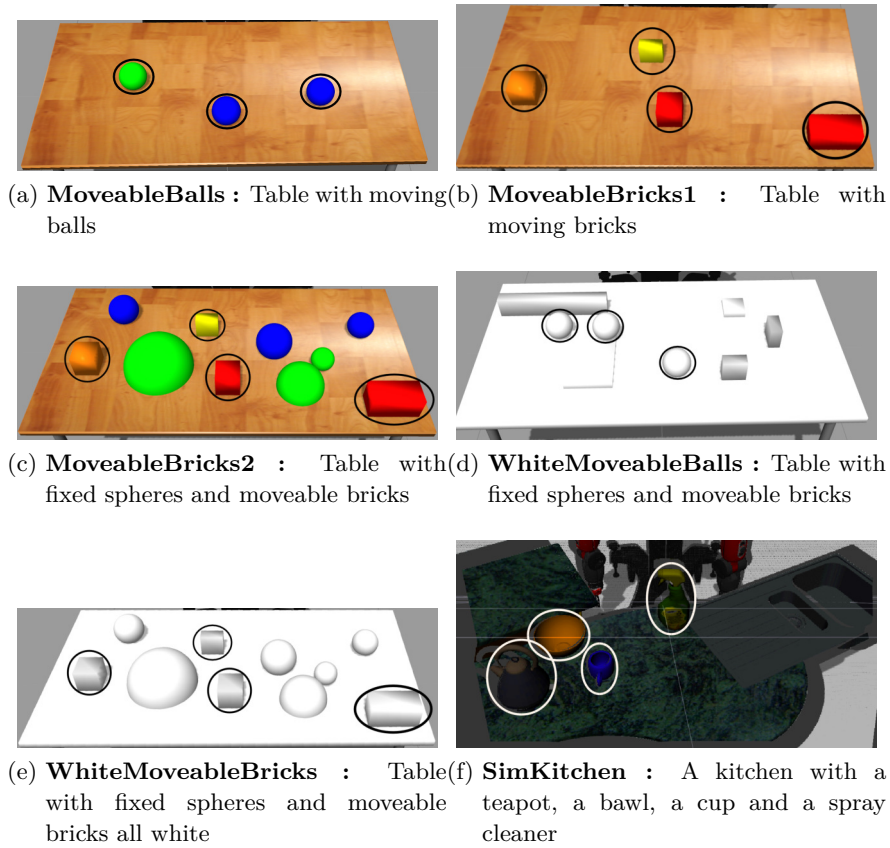 (a) MoveableBalls : Table with moving
balls
(b) MoveableBricks1 : Table with
moving bricks
(c) MoveableBricks2 : Table with
fixed spheres and moveable bricks
(d) WhiteMoveableBalls : Table with
fixed spheres and moveable bricks
(e) WhiteMoveableBricks : Table
with fixed spheres and moveable
bricks all white
(f) SimKitchen : A kitchen with a
teapot, a bawl, a cup and a spray
cleaner